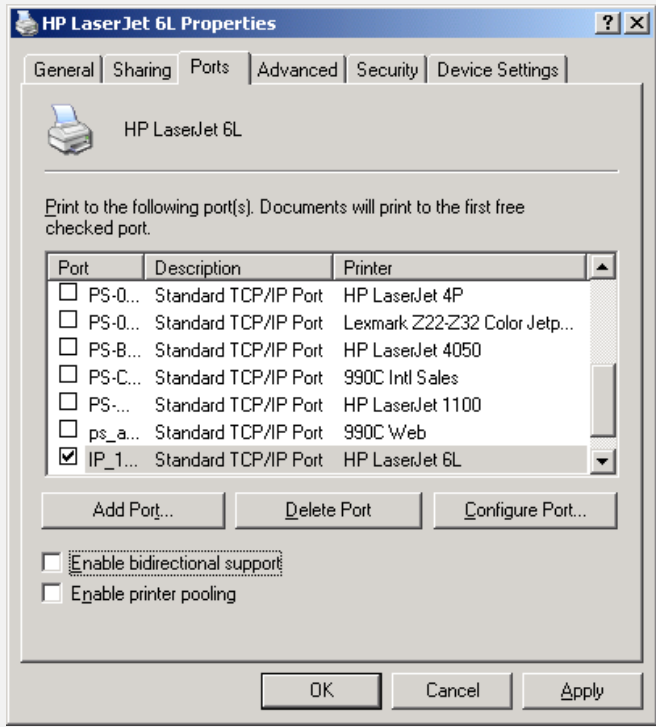 HP LaserJet 6L Properties
General Sharing Ports Advanced Security Device Settings
HP LaserJet 6L
Print to the following port(s). Documents will print to the first free
checked port.
Port Description Printer
PS-0... Standard TCP/IP Port HP LaserJet 4P
PS-0... Standard TCP/IP Port Lexmark Z22-Z32 Color Jetp...
PS-B... Standard TCP/IP Port HP LaserJet 4050
PS-C... Standard TCP/IP Port 990C Intl Sales
PS-... Standard TCP/IP Port HP LaserJet 1100
ps_a... Standard TCP/IP Port 990C Web
IP_1... Standard TCP/IP Port HP LaserJet 6L
Add Port... Delete Port Configure Port...
Enable bidirectional support
Enable printer pooling
OK Cancel Apply